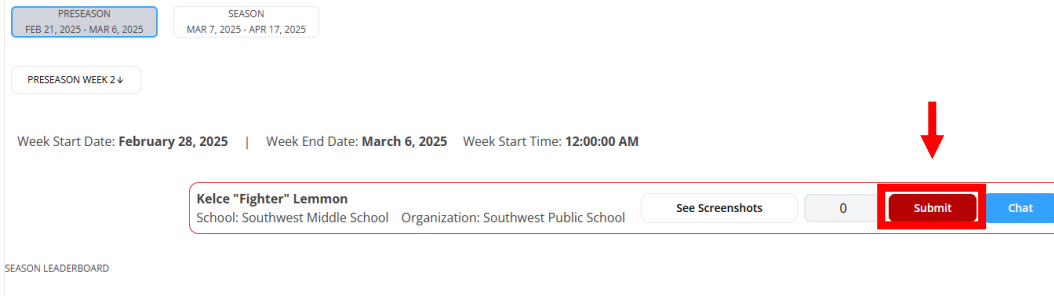 PRESEASON
FEB 21, 2025 - MAR 6, 2025
SEASON
MAR 7, 2025 - APR 17, 2025
PRESEASON WEEK 2↓
Week Start Date: February 28, 2025 | Week End Date: March 6, 2025 Week Start Time: 12:00:00 AM
Kelce "Fighter" Lemmon
School: Southwest Middle School Organization: Southwest Public School
See Screenshots 0 Submit Chat
SEASON LEADERBOARD